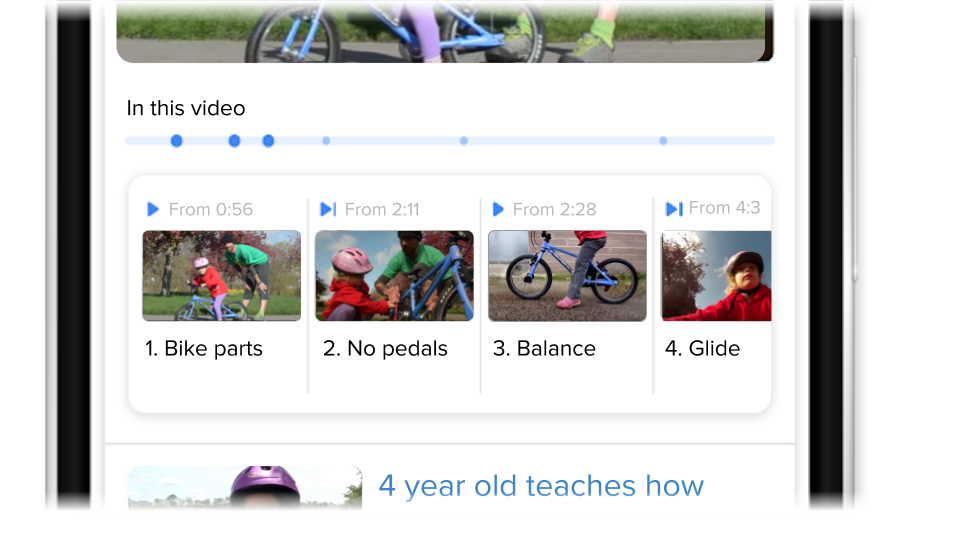 In this video
From 0:56
From 2:11
From 2:28
From 4:3
1. Bike parts
2. No pedals
3. Balance
4. Glide
4 year old teaches how